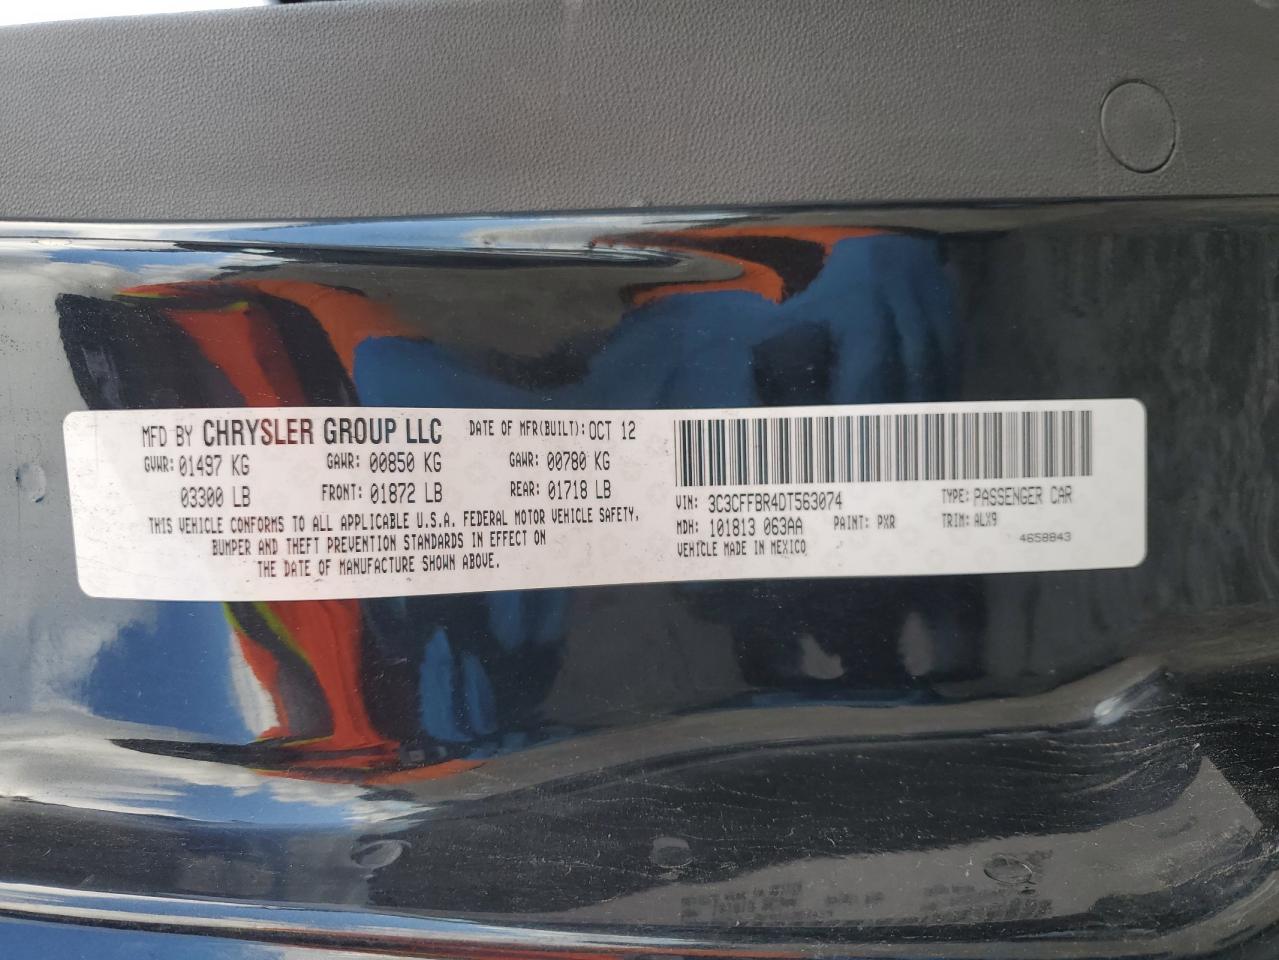 MFD BY CHRYSLER GROUP LLC DATE OF MFR(BUILT): OCT 12
GVWR: 01497 KG GAWR: 00850 KG GAWR: 00780 KG
03300 LB FRONT: 01872 LB REAR: 01718 LB
THIS VEHICLE CONFORMS TO ALL APPLICABLE U.S.A. FEDERAL MOTOR VEHICLE SAFETY,
BUMPER AND THEFT PREVENTION STANDARDS IN EFFECT ON
THE DATE OF MANUFACTURE SHOWN ABOVE.
VIN: 3C3CFFBR4DT563074 TYPE: PASSENGER CAR
MDH: 101813 063AA PAINT: PXR TRIM: ALX9
VEHICLE MADE IN MEXICO 4658843